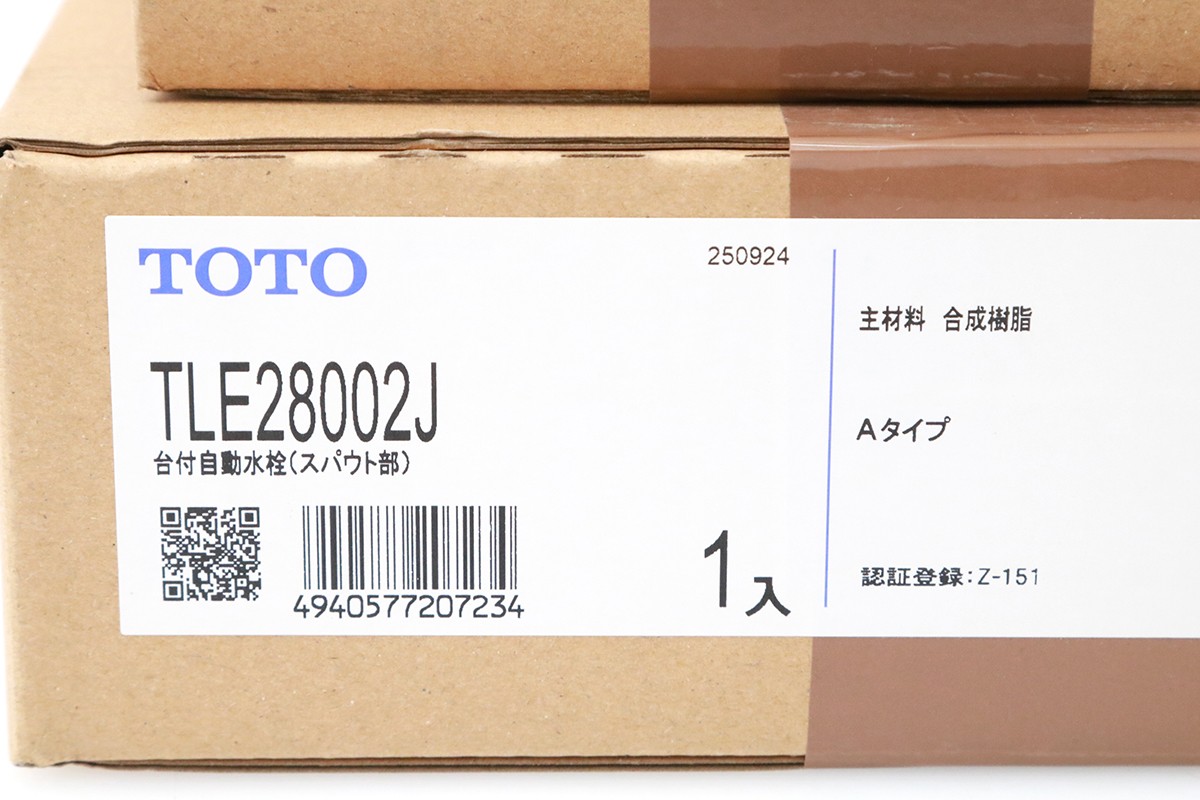 TOTO
250924
TLE28002J
台付自動水栓(スパウト部)
4940577207234
1入
主材料 合成樹脂
Aタイプ
認証登録:Z-151